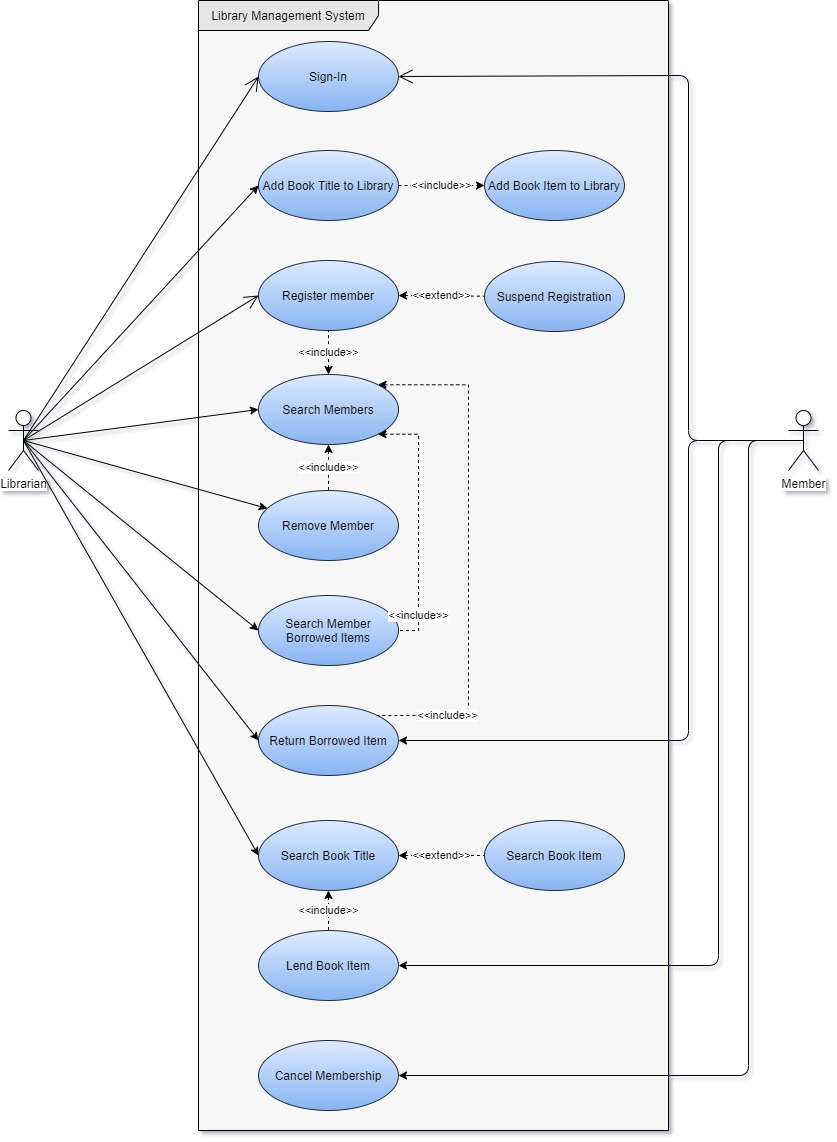 Library Management System
Sign-In
Add Book Title to Library
<<include>>
Add Book Item to Library
Register member
<<extend>>
Suspend Registration
<<include>>
Search Members
Librarian
Member
<<include>>
Remove Member
<<include>>
Search Member
Borrowed Items
<<include>>
Return Borrowed Item
Search Book Title
<<extend>>
Search Book Item
<<include>>
Lend Book Item
Cancel Membership